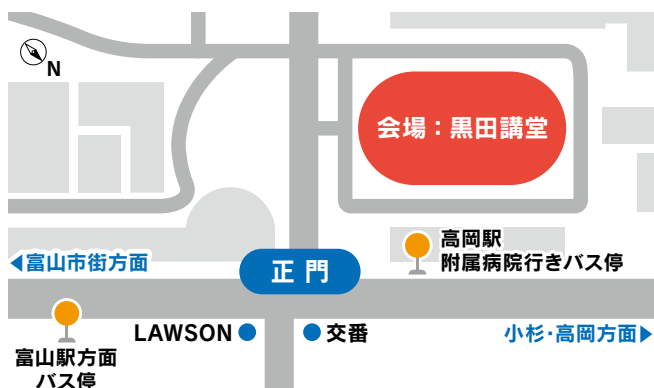 N
会場：黒田講堂
高岡駅
附属病院行きバス停
◀富山市街方面
正門
LAWSON
交番
小杉・高岡方面▶
富山駅方面
バス停